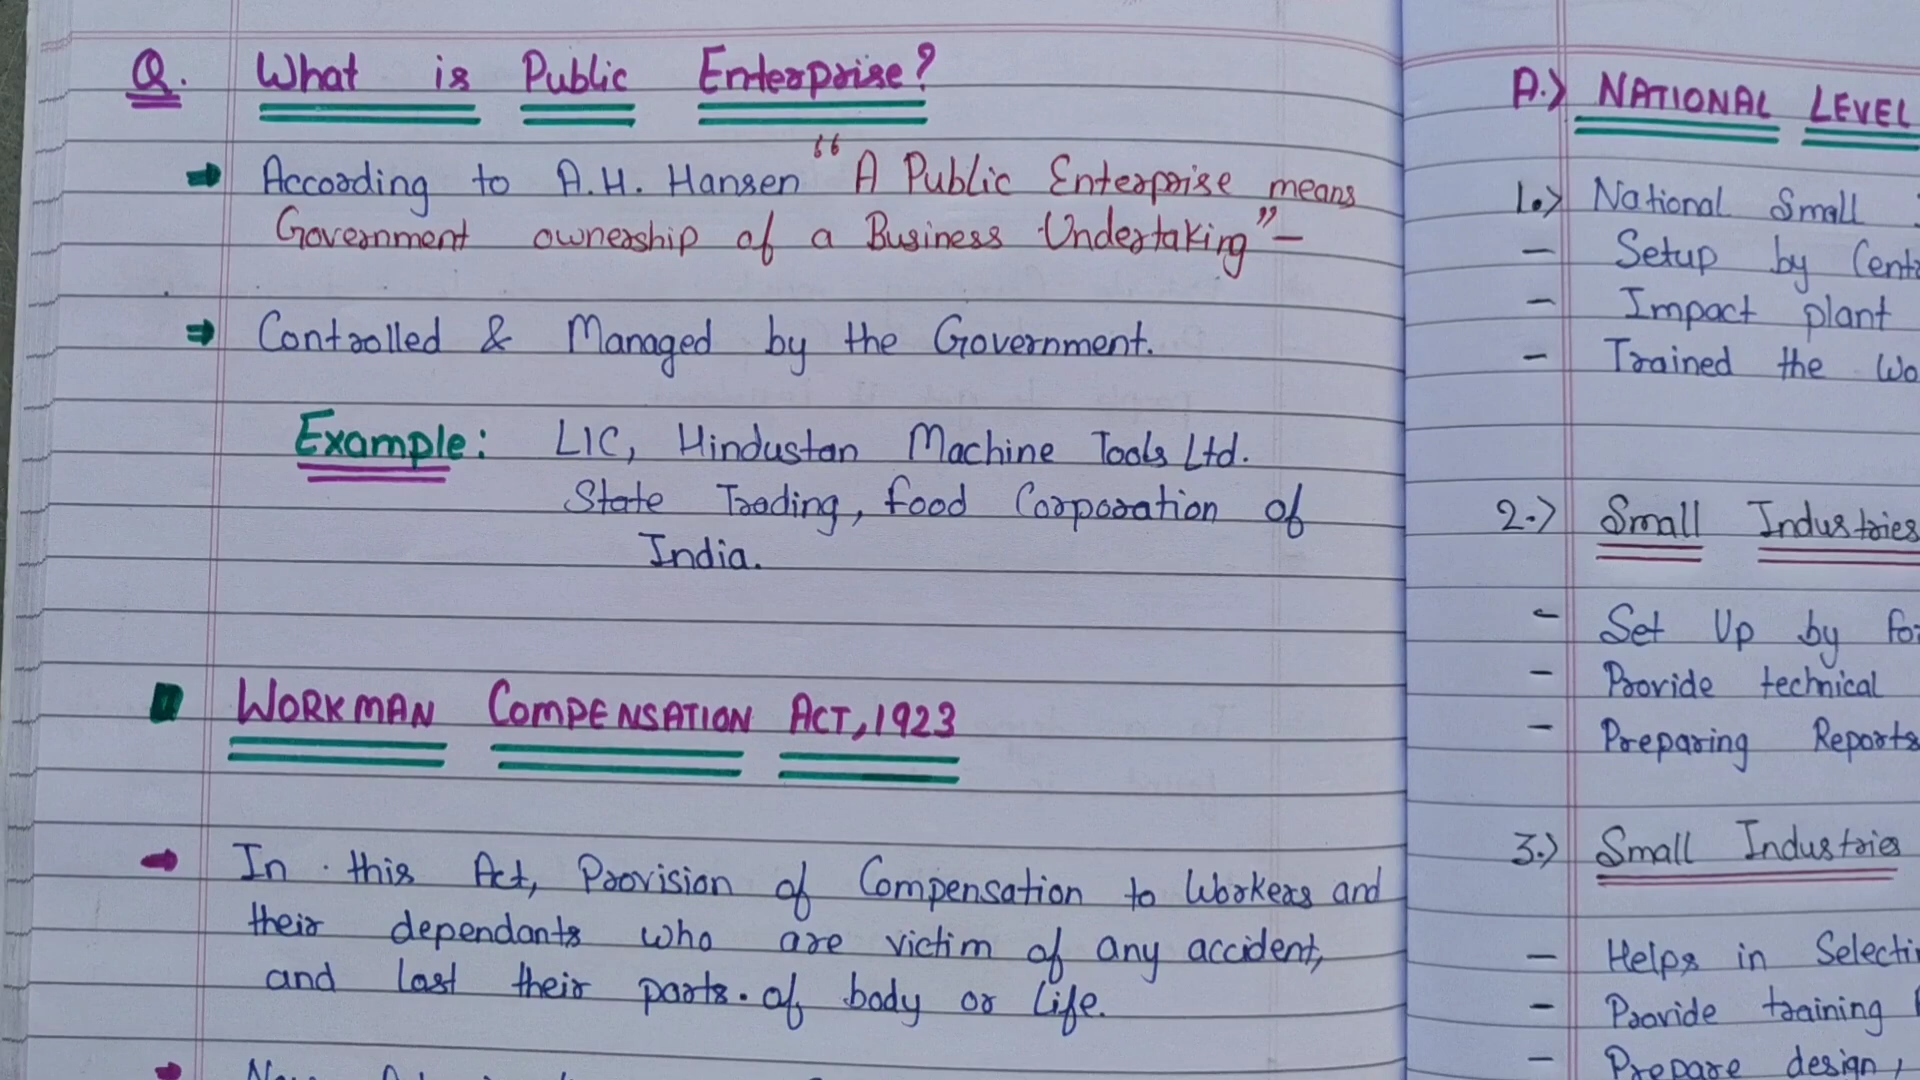 Q. What is Public Enterprise?
According to A.H. Hansen "A Public Enterprise means
Government ownership of a Business Undertaking" –
Controlled & Managed by the Government.
Example: LIC, Hindustan Machine Tools Ltd.
State Trading, Food Corporation of
India.
WORKMAN COMPENSATION ACT, 1923
In this Act, Provision of Compensation to Workers and
their dependants who are victim of any accident,
and last their parts. of body or Life.
A.) NATIONAL LEVEL
1.) National Small
– Setup by
– Impact plant
– Trained the
2.) Small Industries
– Set Up by
– Provide technical
– Preparing Reports
3.) Small Industries
– Helps in
– Provide training
– Prepare design,